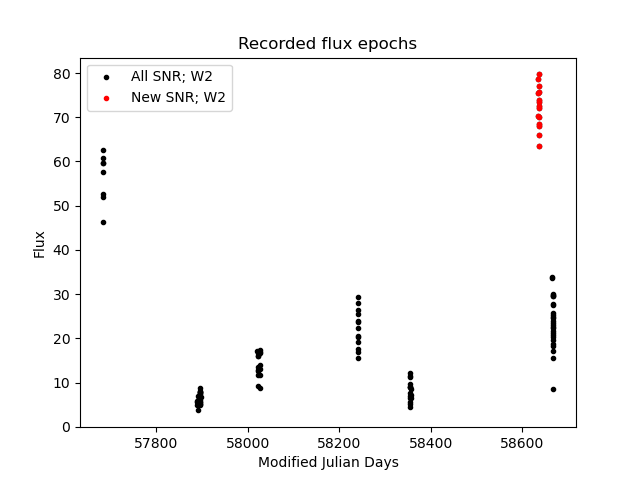 Recorded flux epochs
All SNR; W2
New SNR; W2
80
70
60
50
40
30
20
10
0
Flux
57800 58000 58200 58400 58600
Modified Julian Days